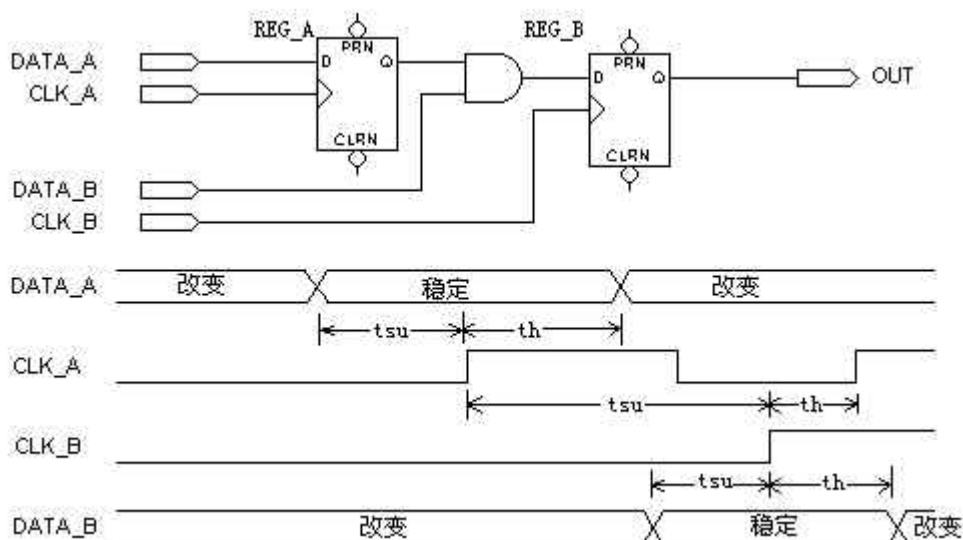 REG_A
REG_B
DATA_A
CLK_A
DATA_B
CLK_B
PRN
D
Q
CLRN
PRN
D
Q
CLRN
OUT
DATA_A
改变
稳定
改变
tsu
th
CLK_A
tsu
th
CLK_B
tsu
th
DATA_B
改变
稳定
改变